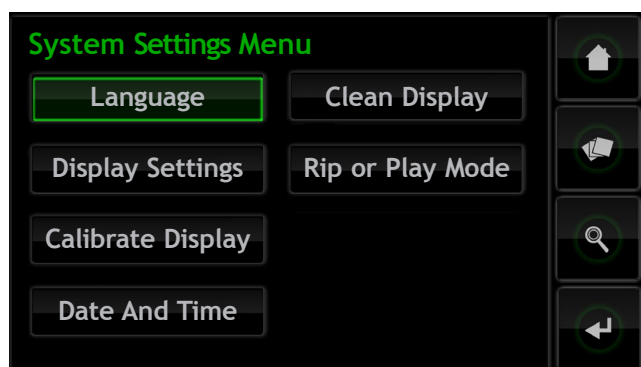 System Settings Menu
Language
Clean Display
Display Settings
Rip or Play Mode
Calibrate Display
Date And Time